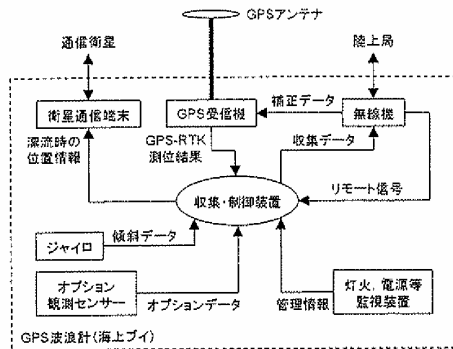 GPSアンテナ
通信衛星
陸上局
衛星通信端末
GPS受信機
補正データ
無線機
漂流時の
位置情報
GPS-RTK
測位結果
収集データ
収集・制御装置
リモート信号
ジャイロ
傾斜データ
オプション
観測センサー
オプションデータ
管理情報
灯火、電源等
監視装置
GPS波浪計(海上ブイ)